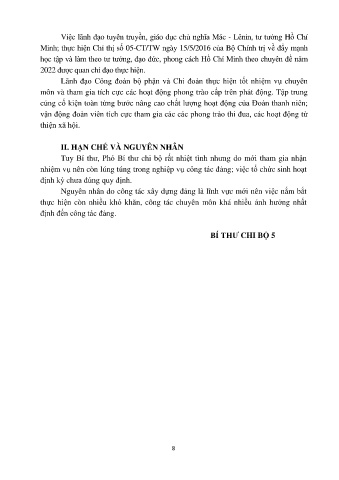 Việc lãnh đạo tuyên truyền, giáo dục chủ nghĩa Mác - Lênin, tư tưởng Hồ Chí
Minh; thực hiện Chỉ thị số 05-CT/TW ngày 15/5/2016 của Bộ Chính trị về đẩy mạnh
học tập và làm theo tư tưởng, đạo đức, phong cách Hồ Chí Minh theo chuyên đề năm
2022 được quan chỉ đạo thực hiện.
Lãnh đạo Công đoàn bộ phận và Chi đoàn thực hiện tốt nhiệm vụ chuyên
môn và tham gia tích cực các hoạt động phong trào cấp trên phát động. Tập trung
củng cố kiện toàn từng bước nâng cao chất lượng hoạt động của Đoàn thanh niên;
vận động đoàn viên tích cực tham gia các các phong trào thi đua, các hoạt động từ
thiện xã hội.
II. HẠN CHẾ VÀ NGUYÊN NHÂN
Tuy Bí thư, Phó Bí thư chi bộ rất nhiệt tình nhưng do mới tham gia nhận
nhiệm vụ nên còn lúng túng trong nghiệp vụ công tác đảng; việc tổ chức sinh hoạt
định kỳ chưa đúng quy định.
Nguyên nhân do công tác xây dựng đảng là lĩnh vực mới nên việc nắm bắt
thực hiện còn nhiều khó khăn, công tác chuyên môn khá nhiều ảnh hưởng nhất
định đến công tác đảng.
BÍ THƯ CHI BỘ 5
8